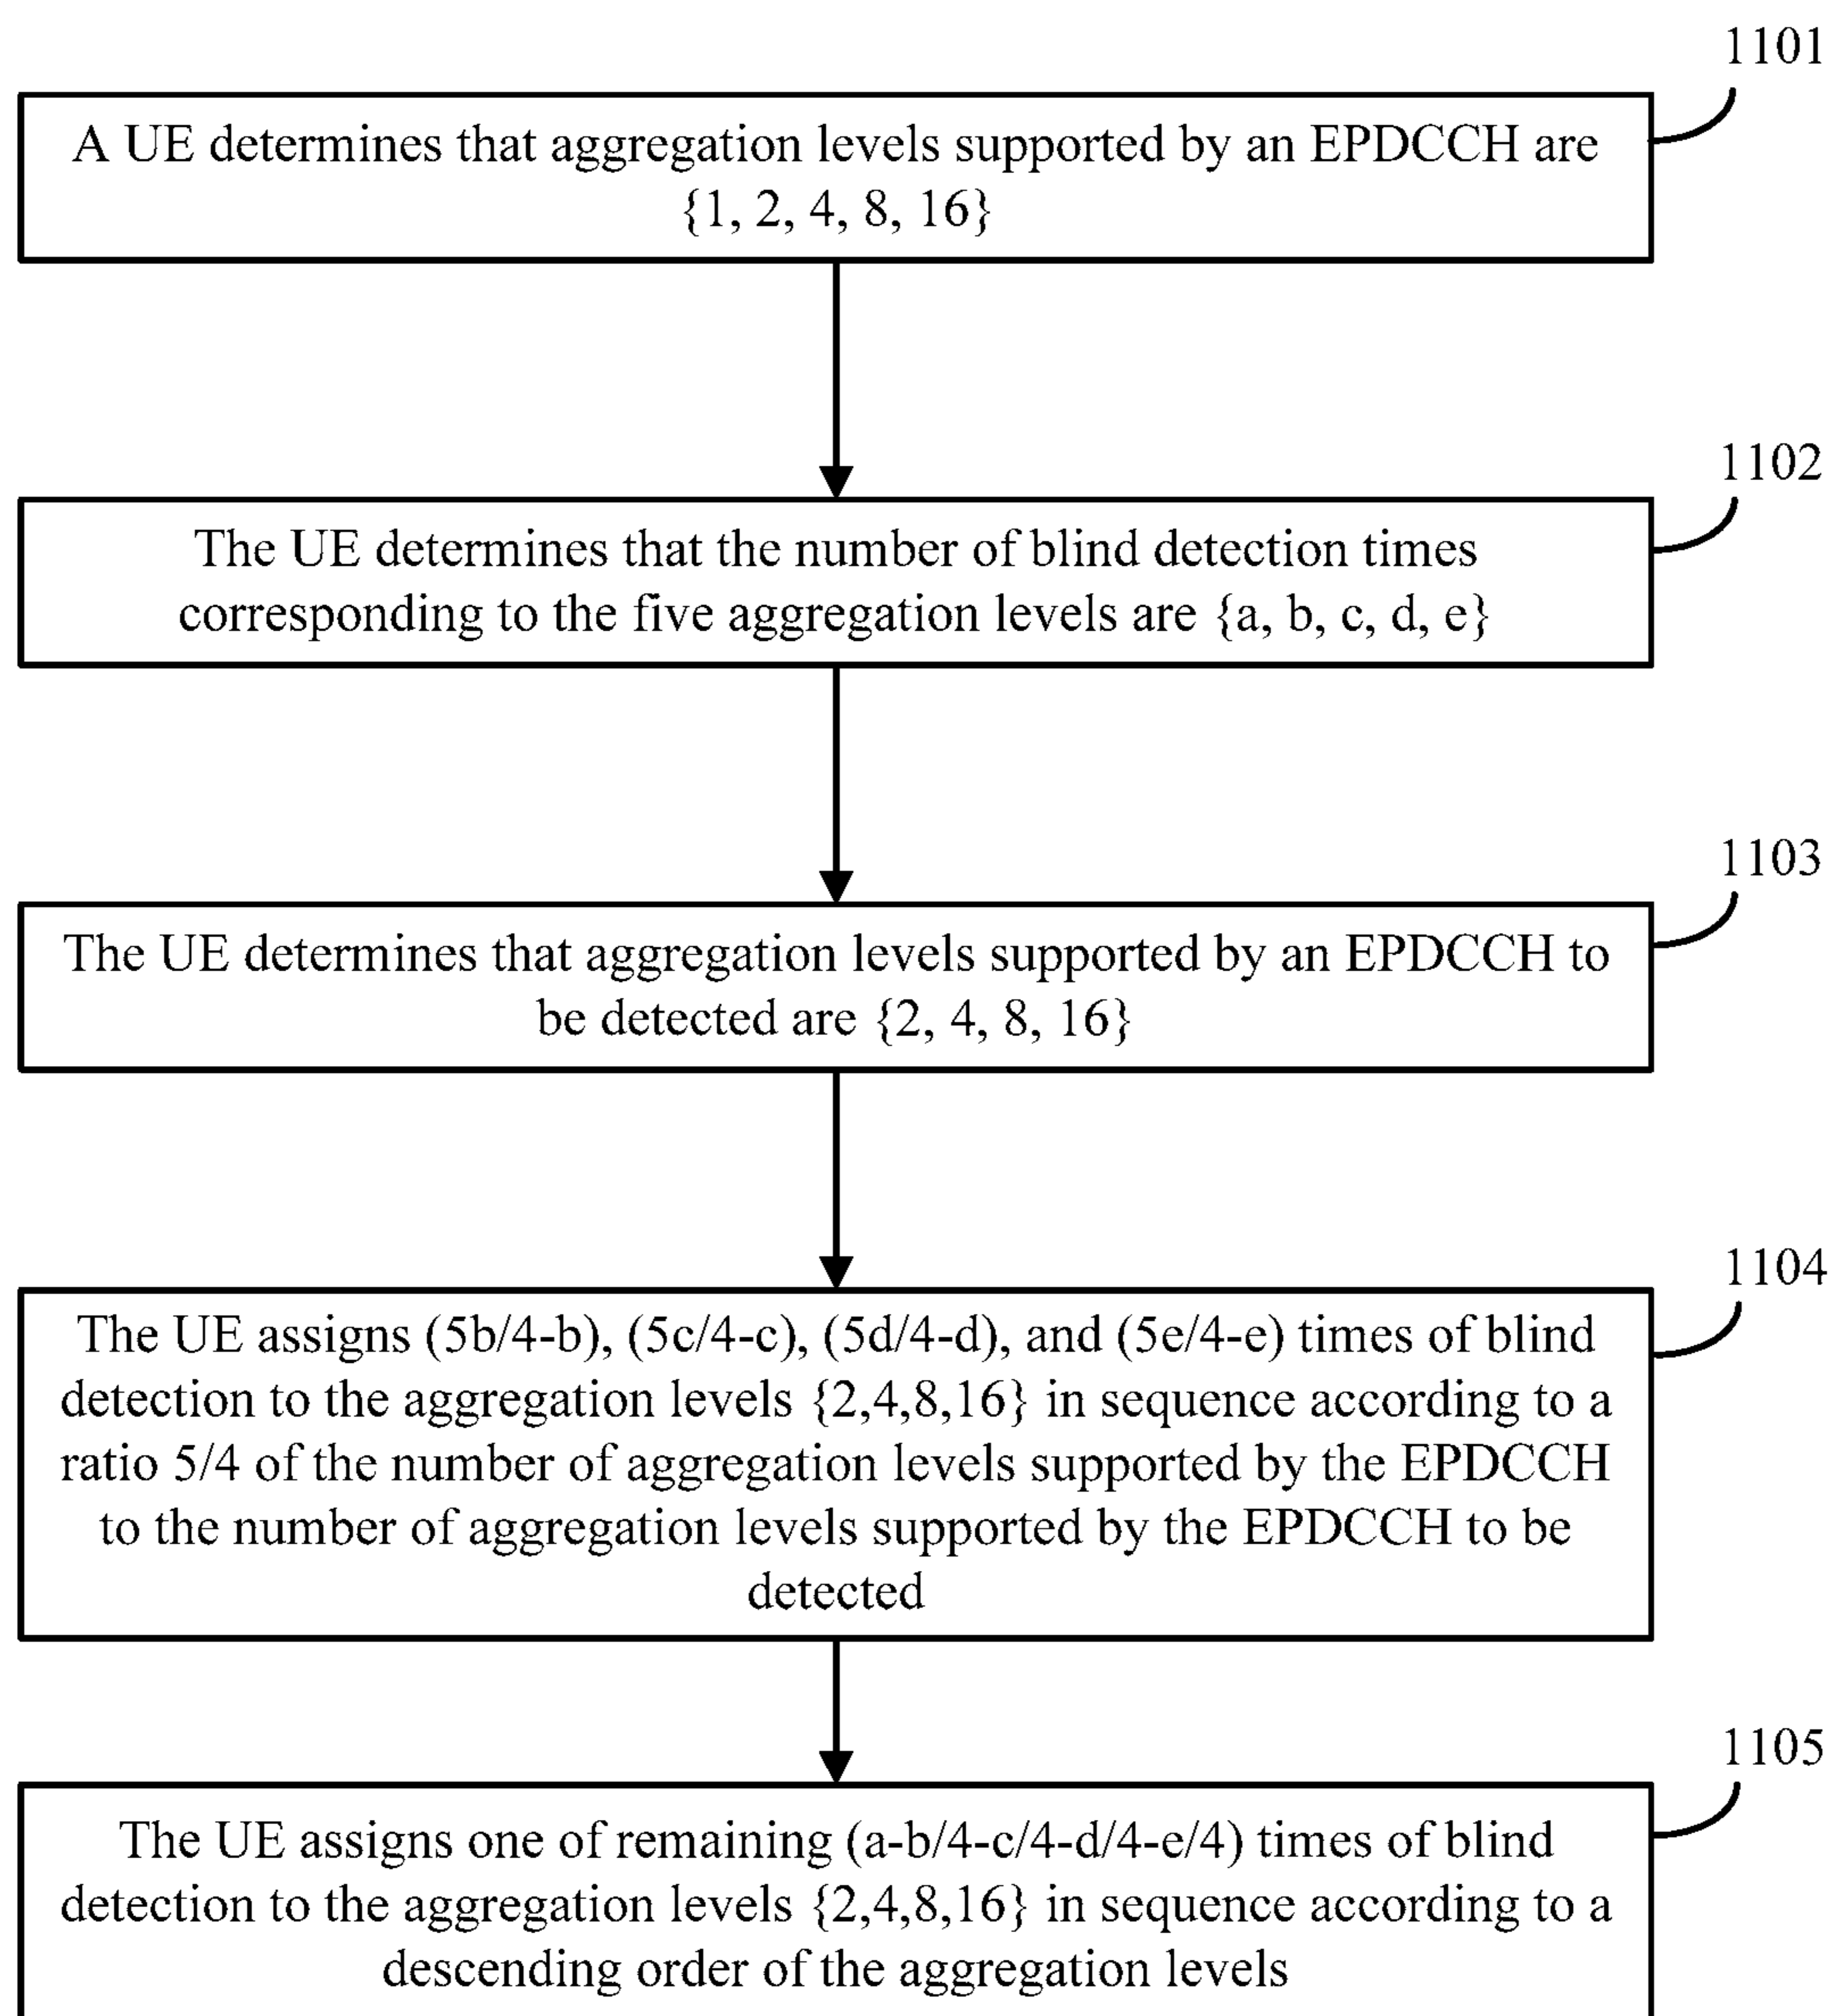 1101
A UE determines that aggregation levels supported by an EPDCCH are
{1, 2, 4, 8, 16}
1102
The UE determines that the number of blind detection times
corresponding to the five aggregation levels are {a, b, c, d, e}
1103
The UE determines that aggregation levels supported by an EPDCCH to
be detected are {2, 4, 8, 16}
1104
The UE assigns (5b/4-b), (5c/4-c), (5d/4-d), and (5e/4-e) times of blind
detection to the aggregation levels {2,4,8,16} in sequence according to a
ratio 5/4 of the number of aggregation levels supported by the EPDCCH
to the number of aggregation levels supported by the EPDCCH to be
detected
1105
The UE assigns one of remaining (a-b/4-c/4-d/4-e/4) times of blind
detection to the aggregation levels {2,4,8,16} in sequence according to a
descending order of the aggregation levels